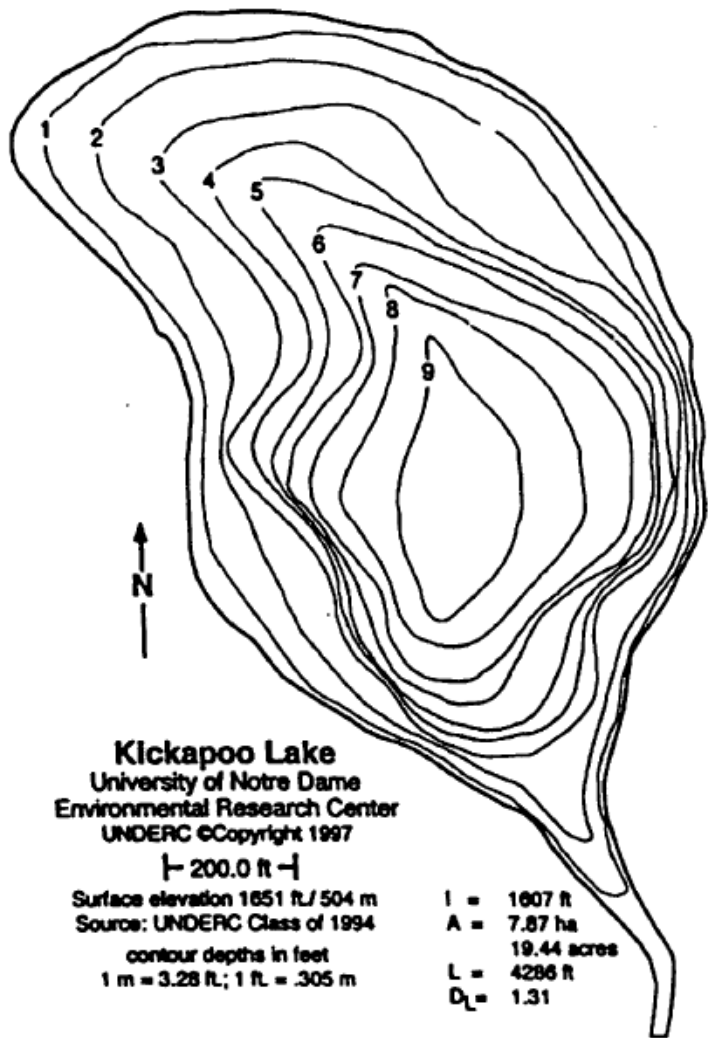 1
2
3
4
5
6
7
8
9
N
Kickapoo Lake
University of Notre Dame
Environmental Research Center
UNDERC ©Copyright 1997
200.0 ft
Surface elevation 1651 ft./ 504 m
Source: UNDERC Class of 1994
contour depths in feet
1 m = 3.28 ft.; 1 ft. = .305 m
l = 1607 ft
A = 7.87 ha
19.44 acres
L = 4286 ft
DL = 1.31